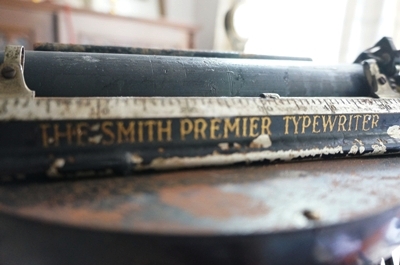 THE SMITH PREMIER TYPEWRITER